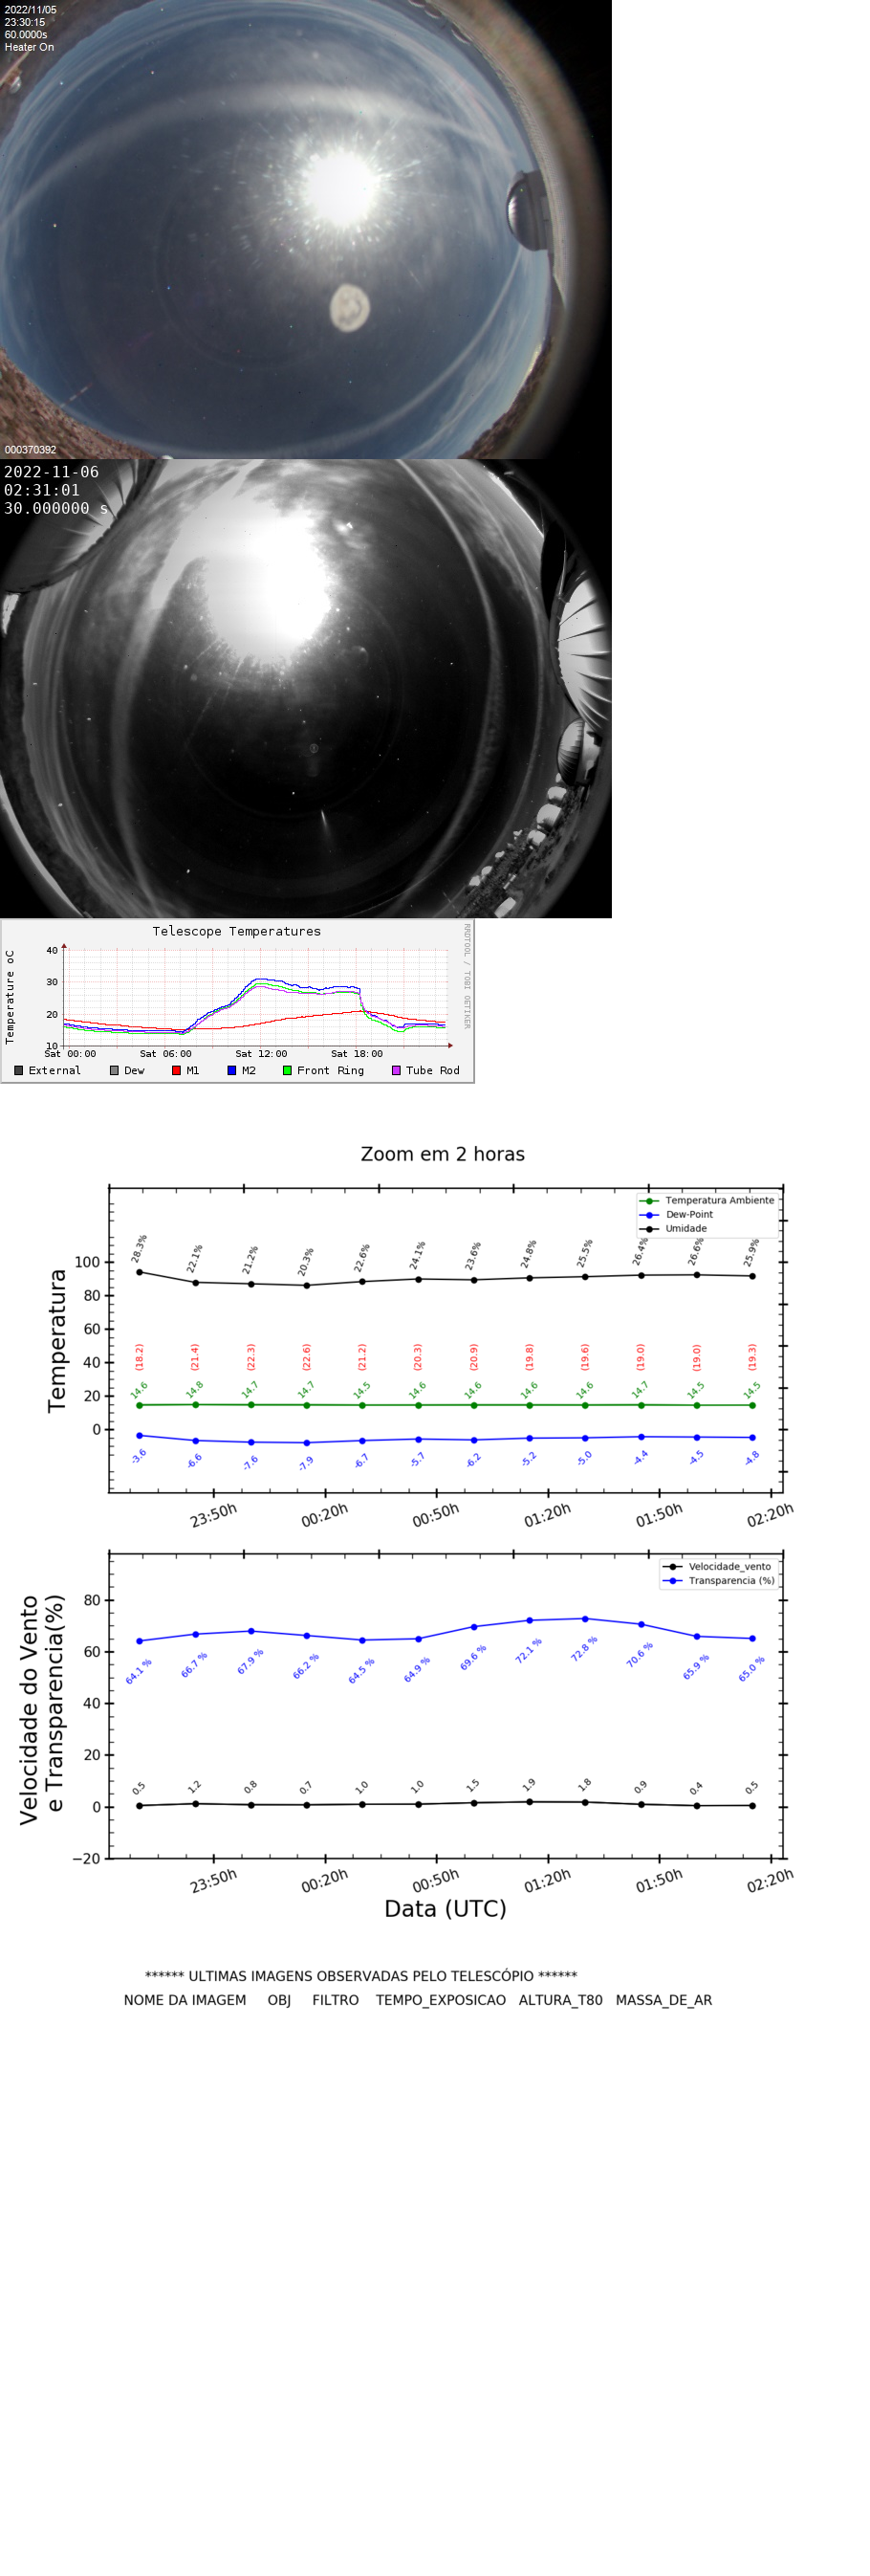 2022/11/05
23:30:15
60.0000s
Heater On
000370392
2022-11-06
02:31:01
30.000000 s
Telescope Temperatures
RRDTOOL / TOBI OETIKER
Temperature oC
40
30
20
10
Sat 00:00 Sat 06:00 Sat 12:00 Sat 18:00
External Dew M1 M2 Front Ring Tube Rod
Zoom em 2 horas
Temperatura Ambiente
Dew-Point
Umidade
Temperatura
100
80
60
40
20
0
28.3% 22.1% 21.2% 20.3% 22.6% 24.1% 23.6% 24.8% 25.5% 26.4% 26.6% 25.9%
(18.2) (21.4) (22.3) (22.6) (21.2) (20.3) (20.9) (19.8) (19.6) (19.0) (19.0) (19.3)
14.6 14.8 14.7 14.7 14.5 14.6 14.6 14.6 14.6 14.7 14.5 14.5
-3.6 -6.6 -7.6 -7.9 -6.7 -5.7 -6.2 -5.2 -5.0 -4.4 -4.5 -4.8
23:50h 00:20h 00:50h 01:20h 01:50h 02:20h
Velocidade_vento
Transparencia (%)
Velocidade do Vento
e Transparencia(%)
80
60
40
20
0
−20
64.1 % 66.7 % 67.9 % 66.2 % 64.5 % 64.9 % 69.6 % 72.1 % 72.8 % 70.6 % 65.9 % 65.0 %
0.5 1.2 0.8 0.7 1.0 1.0 1.5 1.9 1.8 0.9 0.4 0.5
23:50h 00:20h 00:50h 01:20h 01:50h 02:20h
Data (UTC)
****** ULTIMAS IMAGENS OBSERVADAS PELO TELESCÓPIO ******
NOME DA IMAGEM OBJ FILTRO TEMPO_EXPOSICAO ALTURA_T80 MASSA_DE_AR